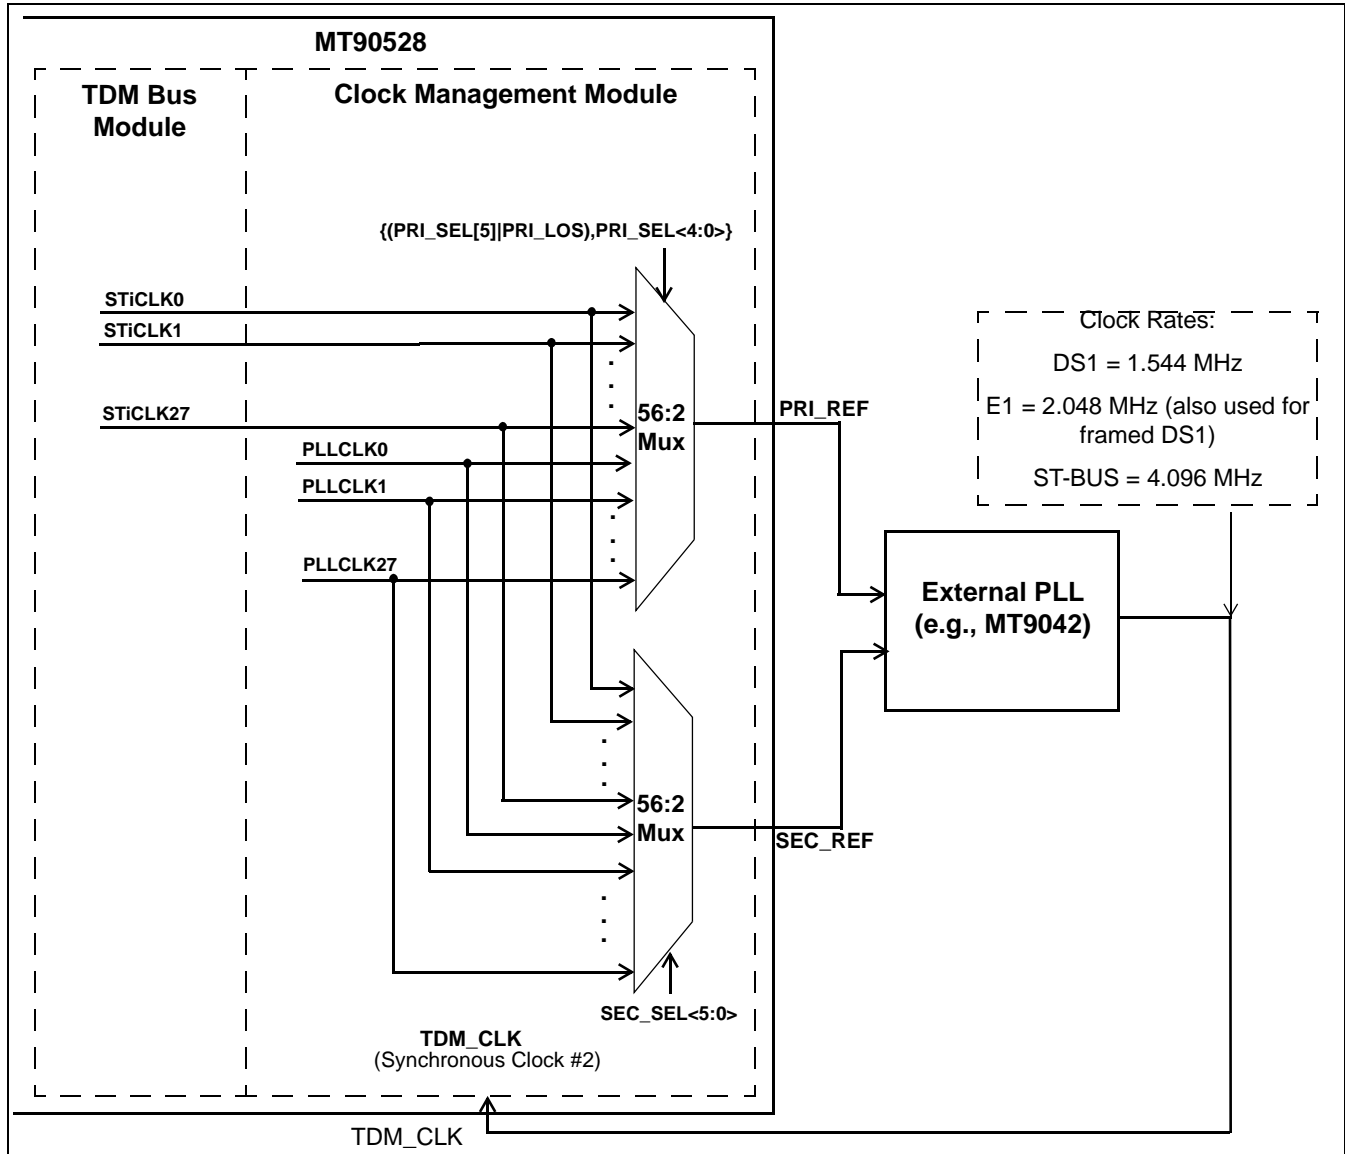 MT90528
TDM Bus
Module
Clock Management Module
{(PRI_SEL[5]|PRI_LOS),PRI_SEL<4:0>}
STiCLK0
STiCLK1
STiCLK27
PLLCLK0
PLLCLK1
PLLCLK27
56:2
Mux
PRI_REF
Clock Rates:
DS1 = 1.544 MHz
E1 = 2.048 MHz (also used for
framed DS1)
ST-BUS = 4.096 MHz
External PLL
(e.g., MT9042)
56:2
Mux
SEC_REF
SEC_SEL<5:0>
TDM_CLK
(Synchronous Clock #2)
TDM_CLK